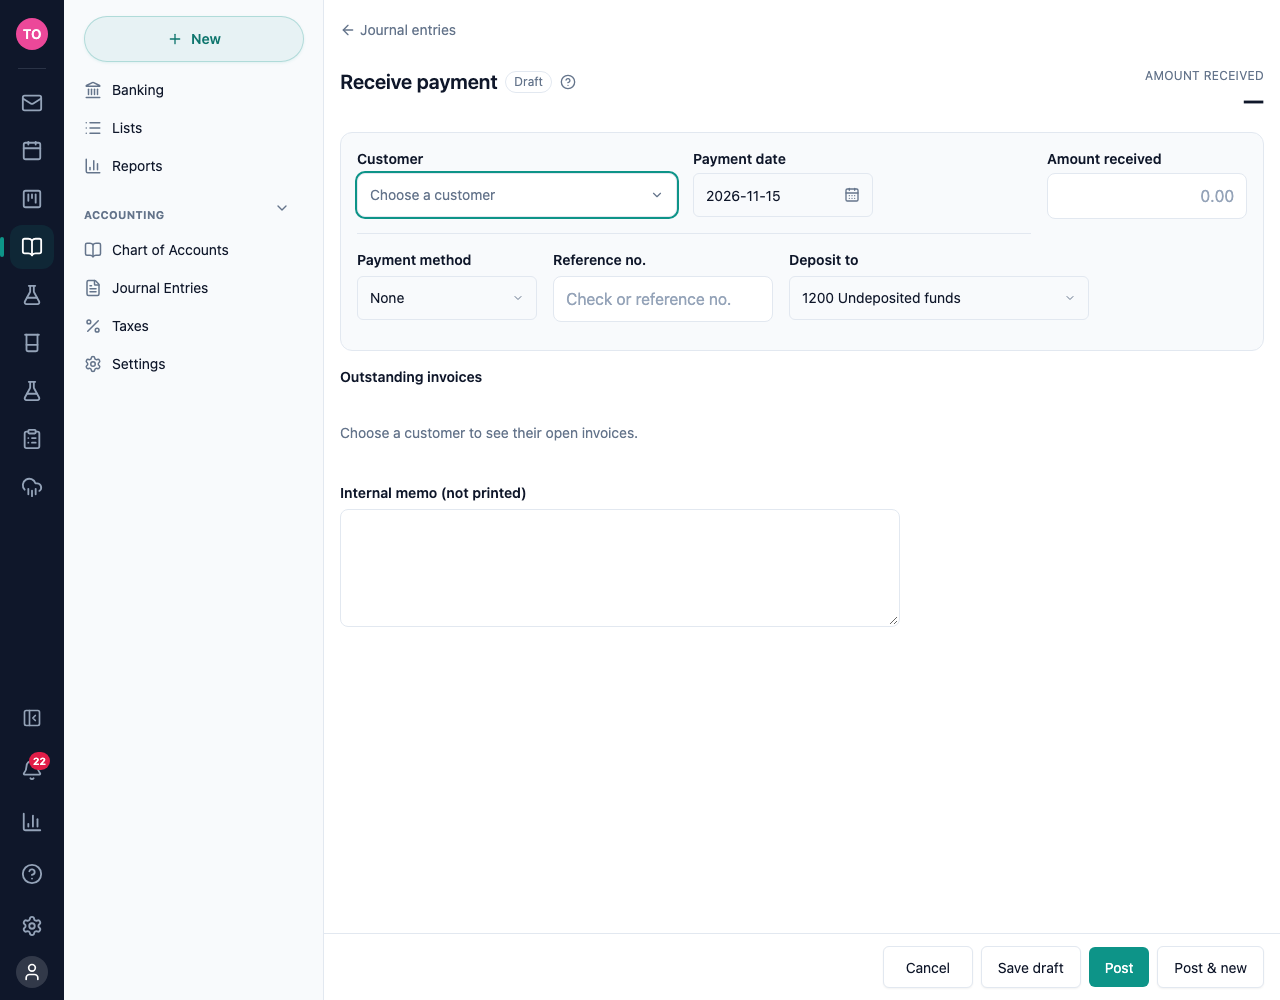 TO
New
Banking
Lists
Reports
ACCOUNTING
Chart of Accounts
Journal Entries
Taxes
Settings
22
Journal entries
Receive payment
Draft
AMOUNT RECEIVED
—
Customer
Choose a customer
Payment date
2026-11-15
Amount received
0.00
Payment method
None
Reference no.
Check or reference no.
Deposit to
1200 Undeposited funds
Outstanding invoices
Choose a customer to see their open invoices.
Internal memo (not printed)
Cancel
Save draft
Post
Post & new